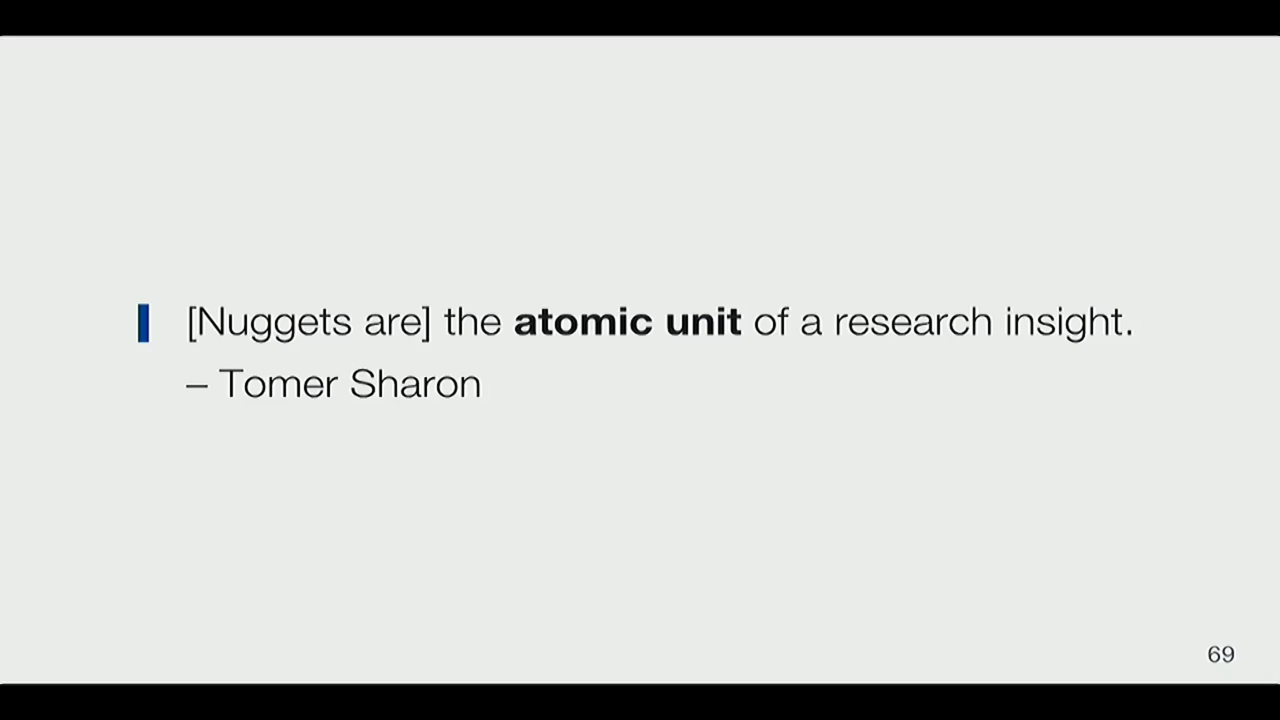 [Nuggets are] the atomic unit of a research insight.
– Tomer Sharon
69